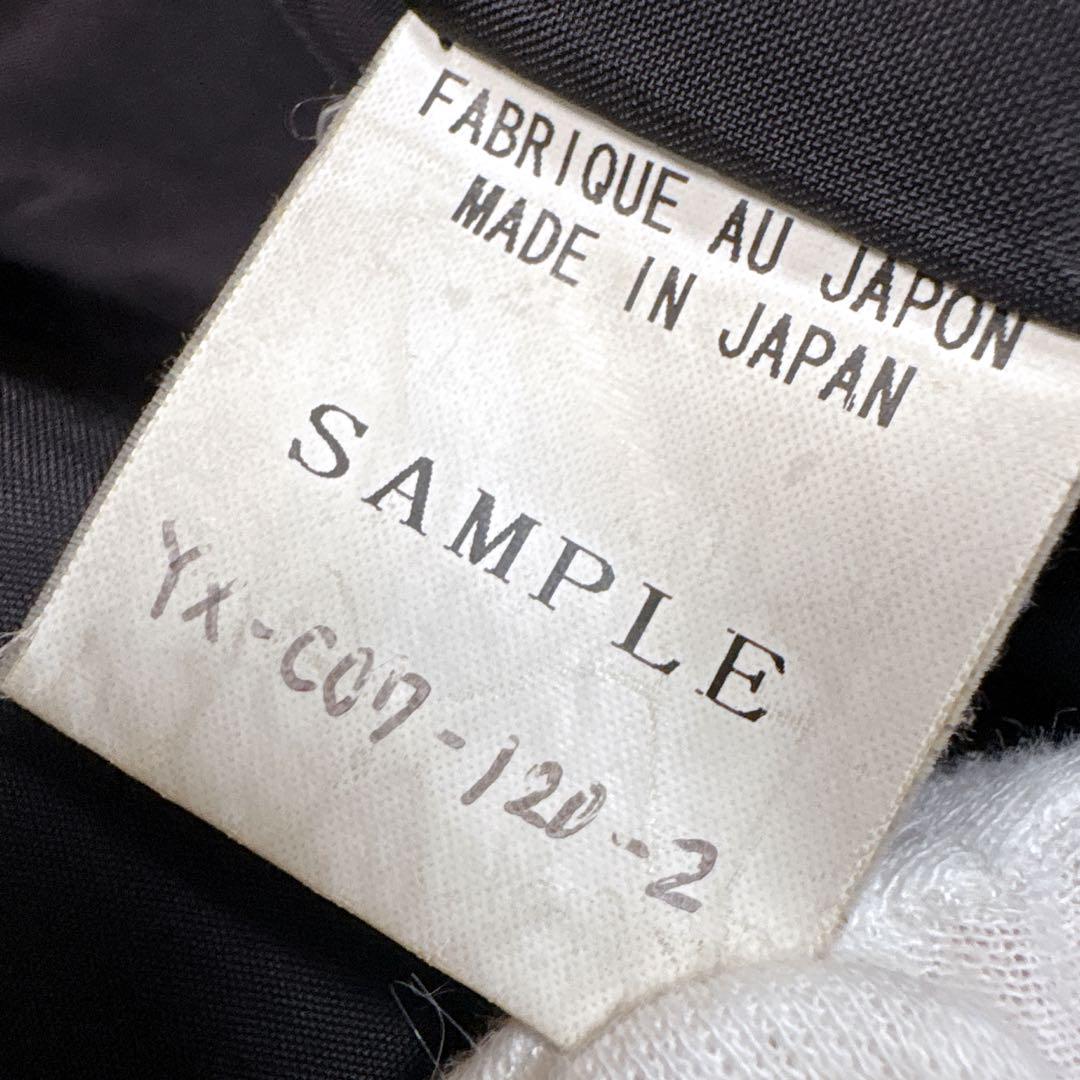 FABRIQUE AU JAPON
MADE IN JAPAN
SAMPLE
YX-C07-120-2